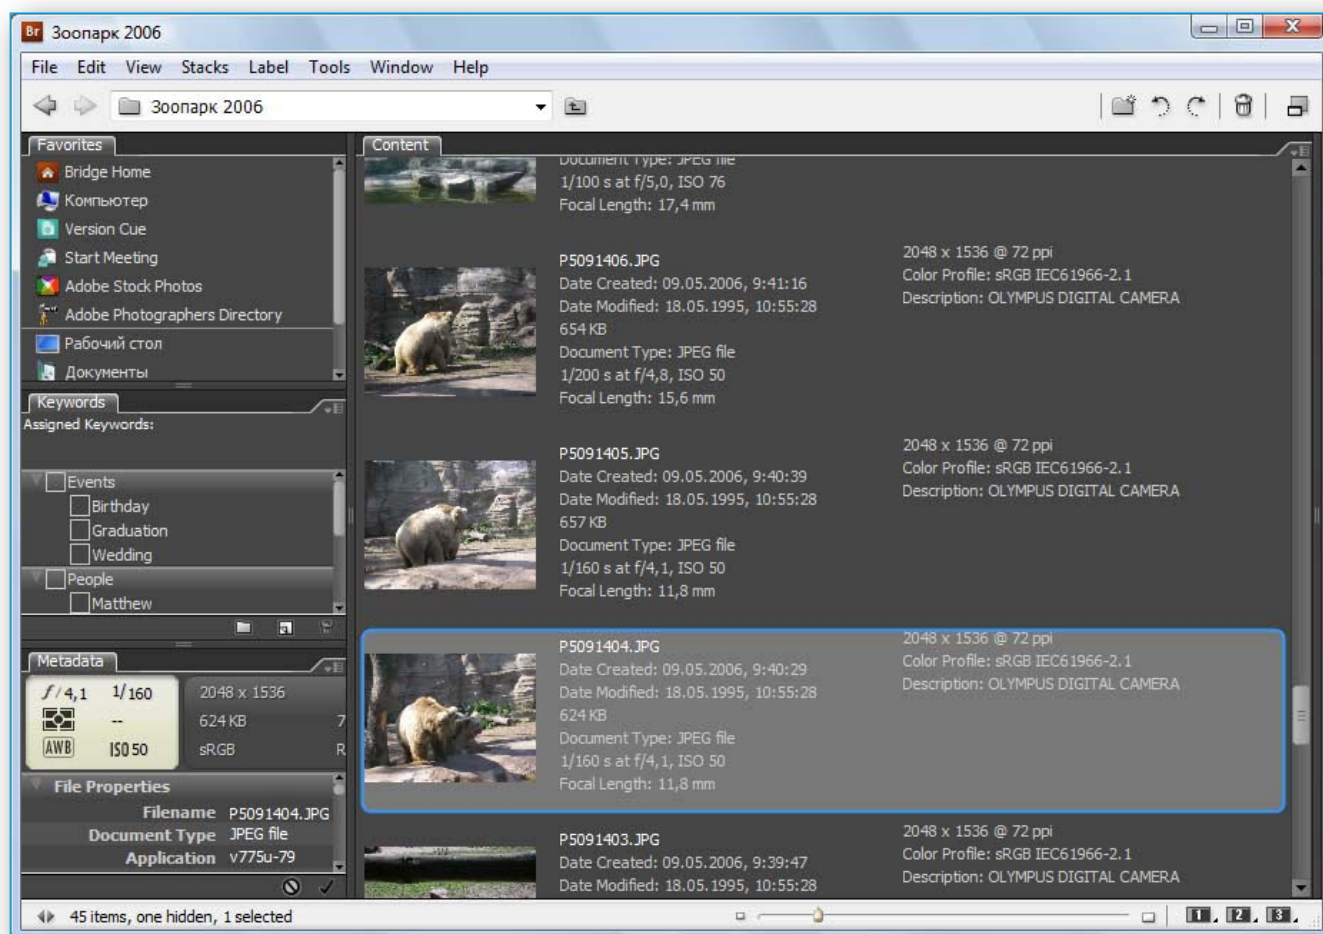 Br Зоопарк 2006
File Edit View Stacks Label Tools Window Help
Зоопарк 2006
Favorites
Bridge Home
Компьютер
Version Cue
Start Meeting
Adobe Stock Photos
Adobe Photographers Directory
Рабочий стол
Документы
Keywords
Assigned Keywords:
Events
Birthday
Graduation
Wedding
People
Matthew
Metadata
f/4,1 1/160
--
AWB ISO 50
2048 x 1536
624 KB 7
sRGB R
File Properties
Filename P5091404.JPG
Document Type JPEG file
Application v775u-79
Content
Document Type: JPEG file
1/100 s at f/5,0, ISO 76
Focal Length: 17,4 mm
P5091406.JPG
Date Created: 09.05.2006, 9:41:16
Date Modified: 18.05.1995, 10:55:28
654 KB
Document Type: JPEG file
1/200 s at f/4,8, ISO 50
Focal Length: 15,6 mm
2048 x 1536 @ 72 ppi
Color Profile: sRGB IEC61966-2.1
Description: OLYMPUS DIGITAL CAMERA
P5091405.JPG
Date Created: 09.05.2006, 9:40:39
Date Modified: 18.05.1995, 10:55:28
657 KB
Document Type: JPEG file
1/160 s at f/4,1, ISO 50
Focal Length: 11,8 mm
2048 x 1536 @ 72 ppi
Color Profile: sRGB IEC61966-2.1
Description: OLYMPUS DIGITAL CAMERA
P5091404.JPG
Date Created: 09.05.2006, 9:40:29
Date Modified: 18.05.1995, 10:55:28
624 KB
Document Type: JPEG file
1/160 s at f/4,1, ISO 50
Focal Length: 11,8 mm
2048 x 1536 @ 72 ppi
Color Profile: sRGB IEC61966-2.1
Description: OLYMPUS DIGITAL CAMERA
P5091403.JPG
Date Created: 09.05.2006, 9:39:47
Date Modified: 18.05.1995, 10:55:28
2048 x 1536 @ 72 ppi
Color Profile: sRGB IEC61966-2.1
Description: OLYMPUS DIGITAL CAMERA
45 items, one hidden, 1 selected
1 2 3